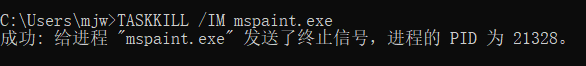 C:\Users\mjw>TASKKILL /IM mspaint.exe
成功: 给进程 "mspaint.exe" 发送了终止信号，进程的 PID 为 21328。